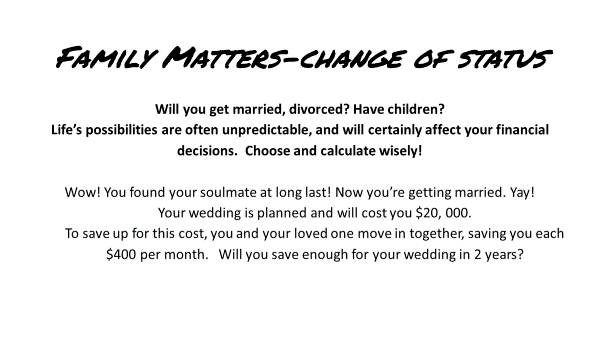 Family Matters-change of status
Will you get married, divorced? Have children?
Life's possibilities are often unpredictable, and will certainly affect your financial
decisions.  Choose and calculate wisely!
Wow! You found your soulmate at long last! Now you're getting married. Yay!
Your wedding is planned and will cost you $20, 000.
To save up for this cost, you and your loved one move in together, saving you each
$400 per month.   Will you save enough for your wedding in 2 years?